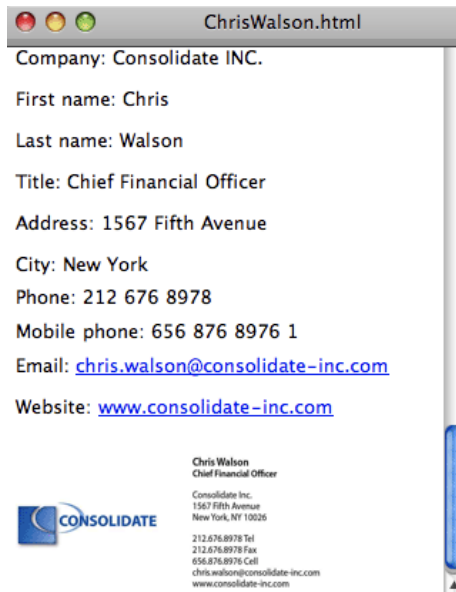 ChrisWalson.html
Company: Consolidate INC.
First name: Chris
Last name: Walson
Title: Chief Financial Officer
Address: 1567 Fifth Avenue
City: New York
Phone: 212 676 8978
Mobile phone: 656 876 8976 1
Email: chris.walson@consolidate-inc.com
Website: www.consolidate-inc.com
CONSOLIDATE
Chris Walson
Chief Financial Officer
Consolidate Inc.
1567 Fifth Avenue
New York, NY 10026
212.676.8978 Tel
212.676.8978 Fax
656.876.8976 Cell
chris.walson@consolidate-inc.com
www.consolidate-inc.com